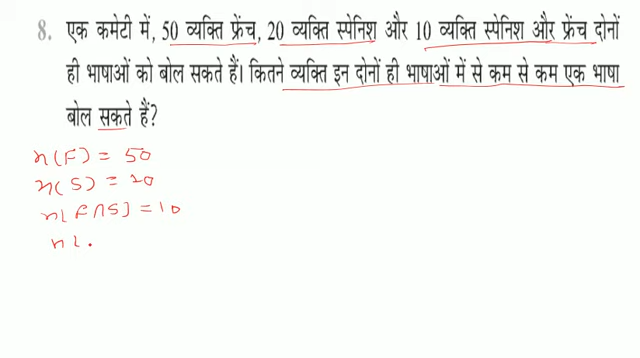 8. एक कमेटी में, 50 व्यक्ति फ्रेंच, 20 व्यक्ति स्पेनिश और 10 व्यक्ति स्पेनिश और फ्रेंच दोनों
ही भाषाओं को बोल सकते हैं। कितने व्यक्ति इन दोनों ही भाषाओं में से कम से कम एक भाषा
बोल सकते हैं?
n(F) = 50
n(S) = 20
n(F∩S) = 10
n(